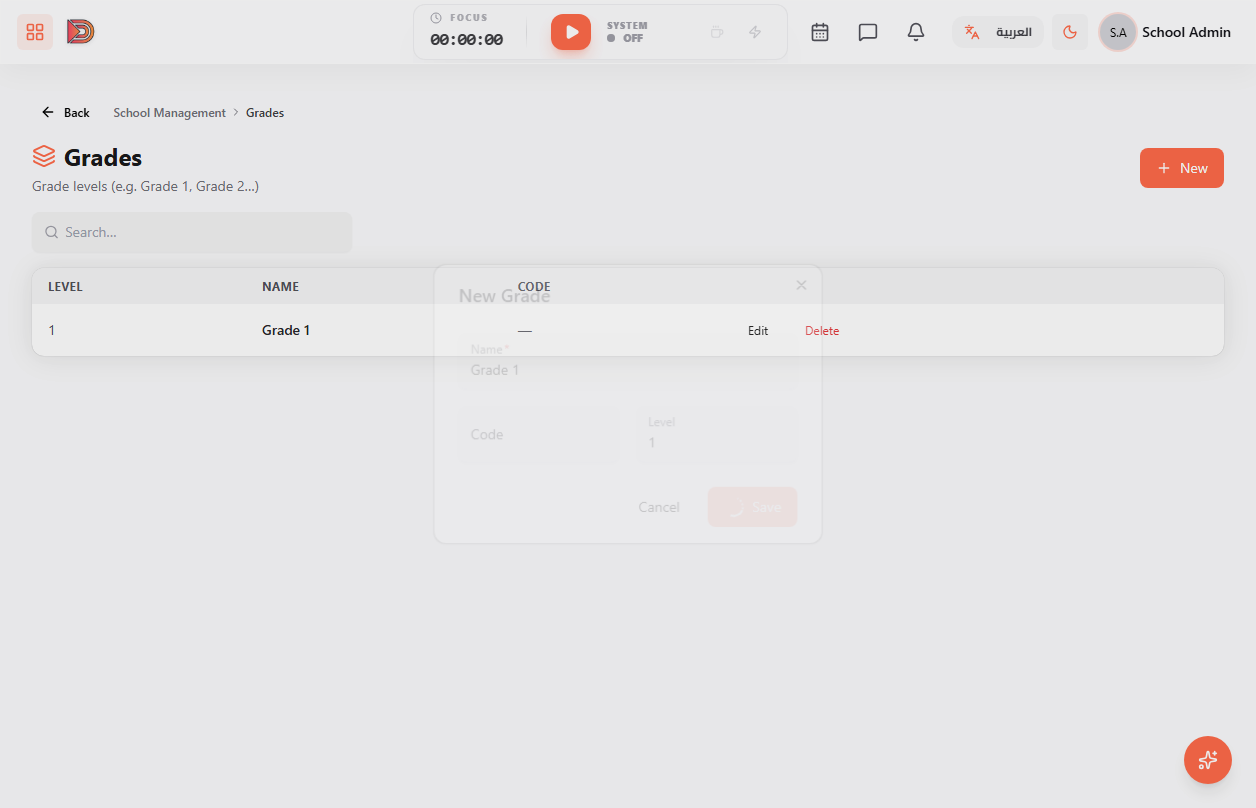 FOCUS
00:00:00
SYSTEM
OFF
العربية
S.A
School Admin
Back
School Management
Grades
Grades
Grade levels (e.g. Grade 1, Grade 2...)
New
Search...
LEVEL
NAME
CODE
1
Grade 1
—
Edit
Delete
New Grade
Name*
Grade 1
Code
Level
1
Cancel
Save